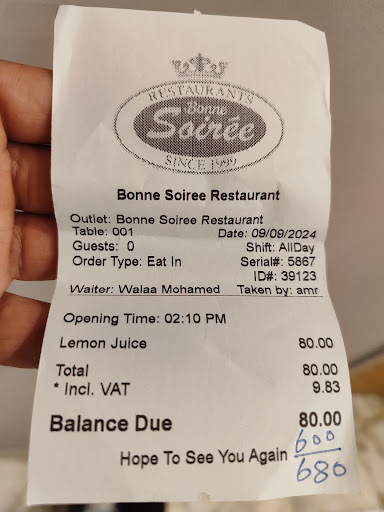 RESTAURANTS
Bonne
Soirée
SINCE 1999
Bonne Soiree Restaurant
Outlet: Bonne Soiree Restaurant
Table: 001 Date: 09/09/2024
Guests: 0 Shift: AllDay
Order Type: Eat In Serial#: 5867
ID#: 39123
Waiter: Walaa Mohamed Taken by: amr
Opening Time: 02:10 PM
Lemon Juice 80.00
Total 80.00
* Incl. VAT 9.83
Balance Due 80.00
Hope To See You Again 600
680